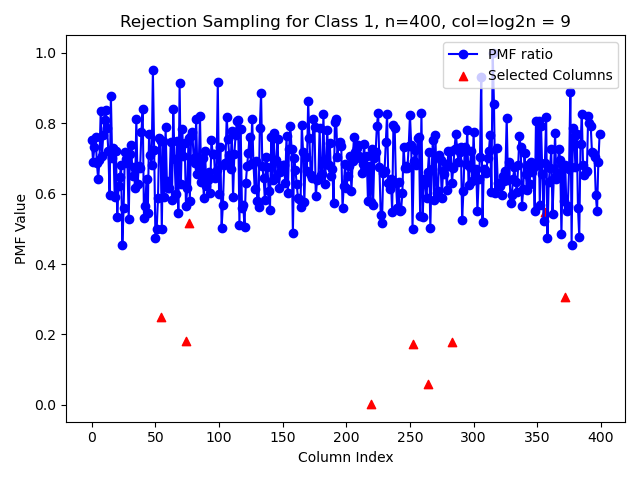 Rejection Sampling for Class 1, n=400, col=log2n = 9
PMF ratio
Selected Columns
PMF Value
1.0
0.8
0.6
0.4
0.2
0.0
0 50 100 150 200 250 300 350 400
Column Index